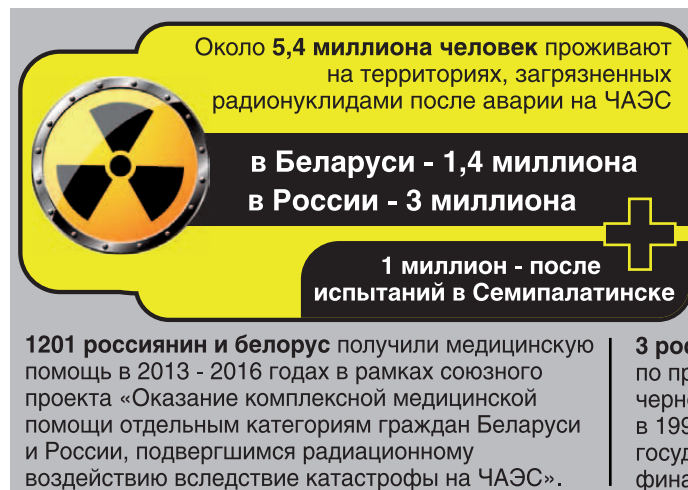 Около 5,4 миллиона человек проживают
на территориях, загрязненных
радионуклидами после аварии на ЧАЭС
в Беларуси - 1,4 миллиона
в России - 3 миллиона
1 миллион - после
испытаний в Семипалатинске
1201 россиянин и белорус получили медицинскую
помощь в 2013 - 2016 годах в рамках союзного
проекта «Оказание комплексной медицинской
помощи отдельным категориям граждан Беларуси
и России, подвергшимся радиационному
воздействию вследствие катастрофы на ЧАЭС».
3
по
в